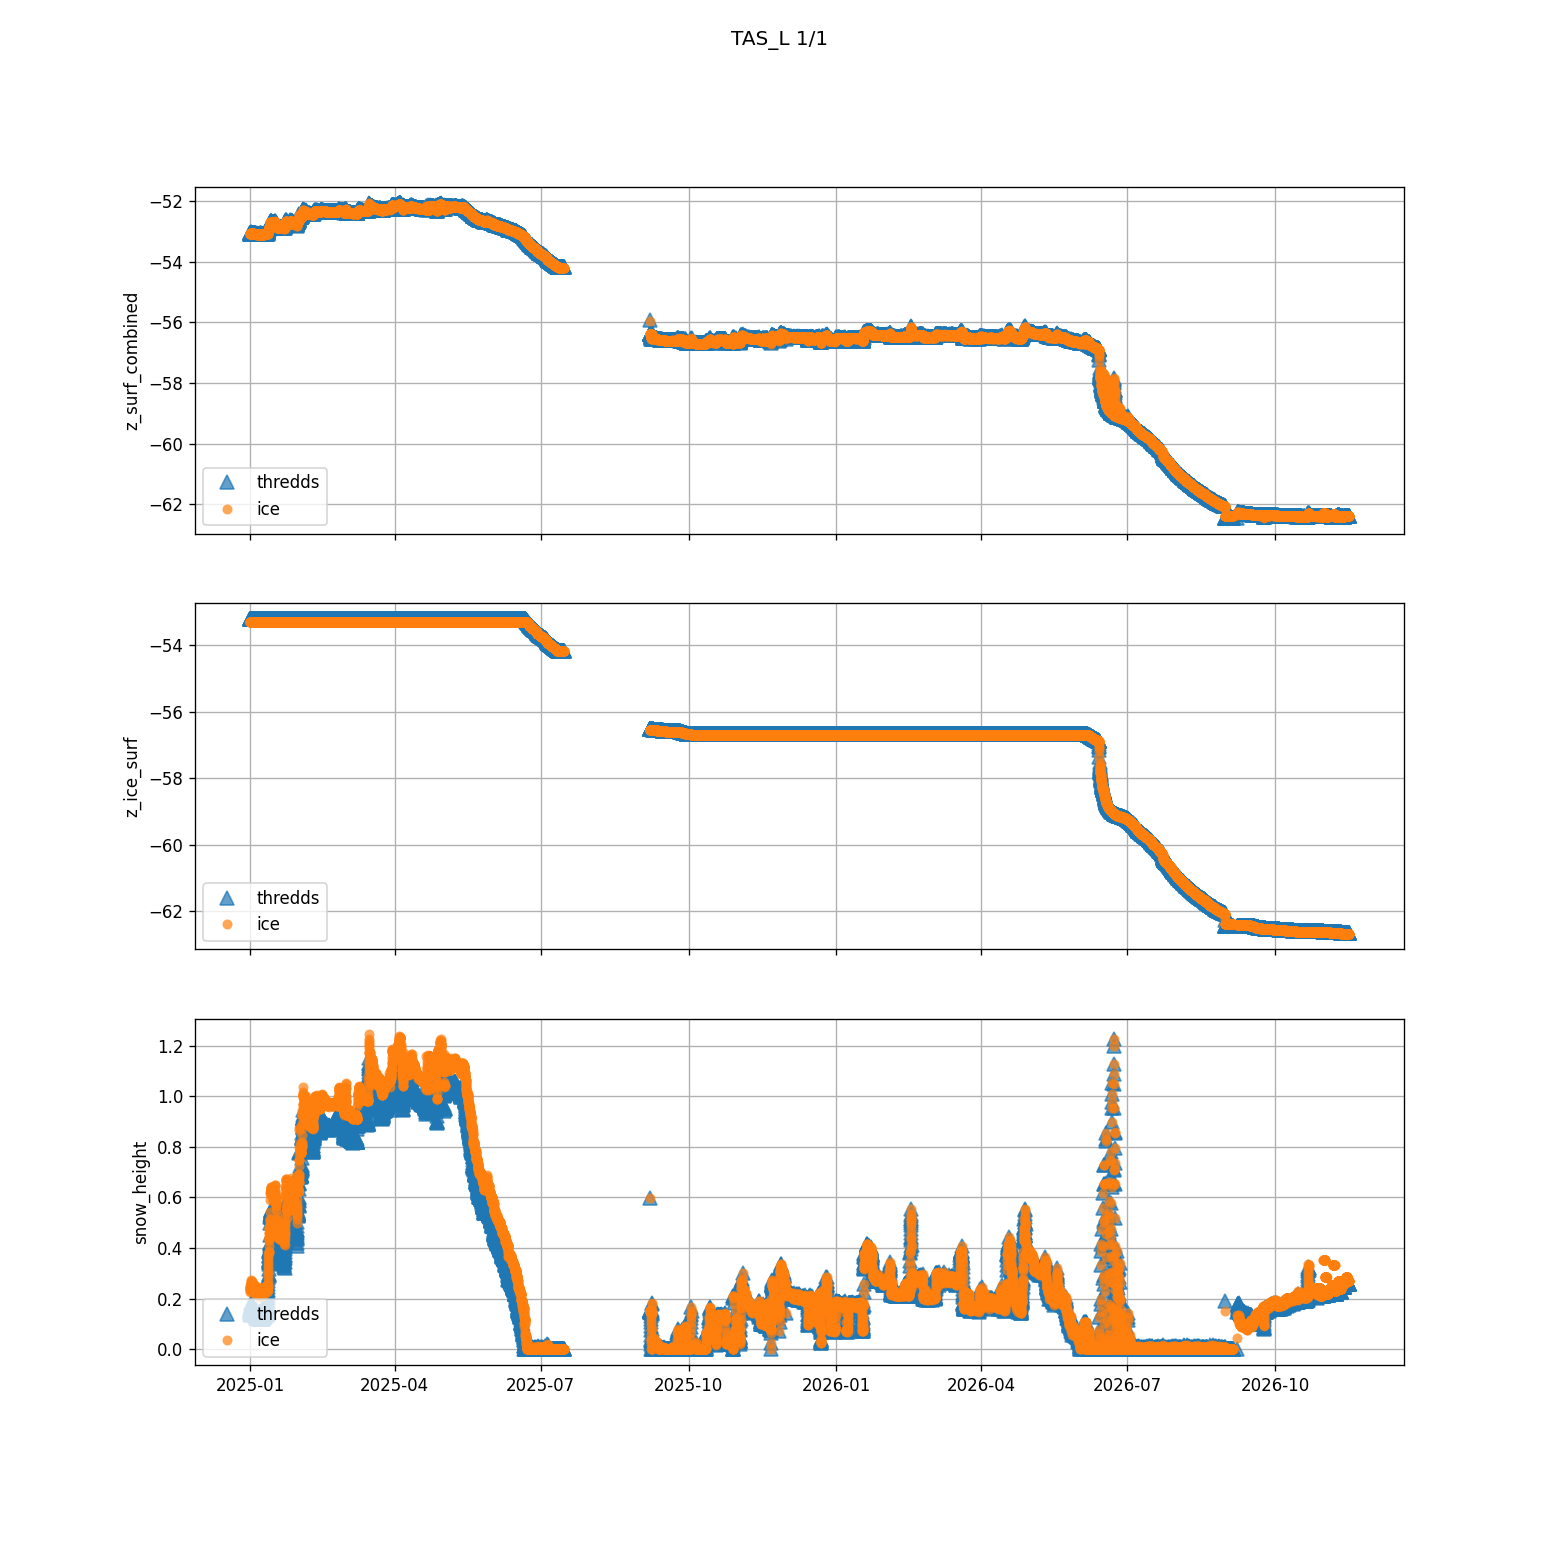 TAS_L 1/1
z_surf_combined
−52
−54
−56
−58
−60
−62
thredds
ice
z_ice_surf
−54
−56
−58
−60
−62
thredds
ice
snow_height
1.2
1.0
0.8
0.6
0.4
0.2
0.0
thredds
ice
2025-01
2025-04
2025-07
2025-10
2026-01
2026-04
2026-07
2026-10